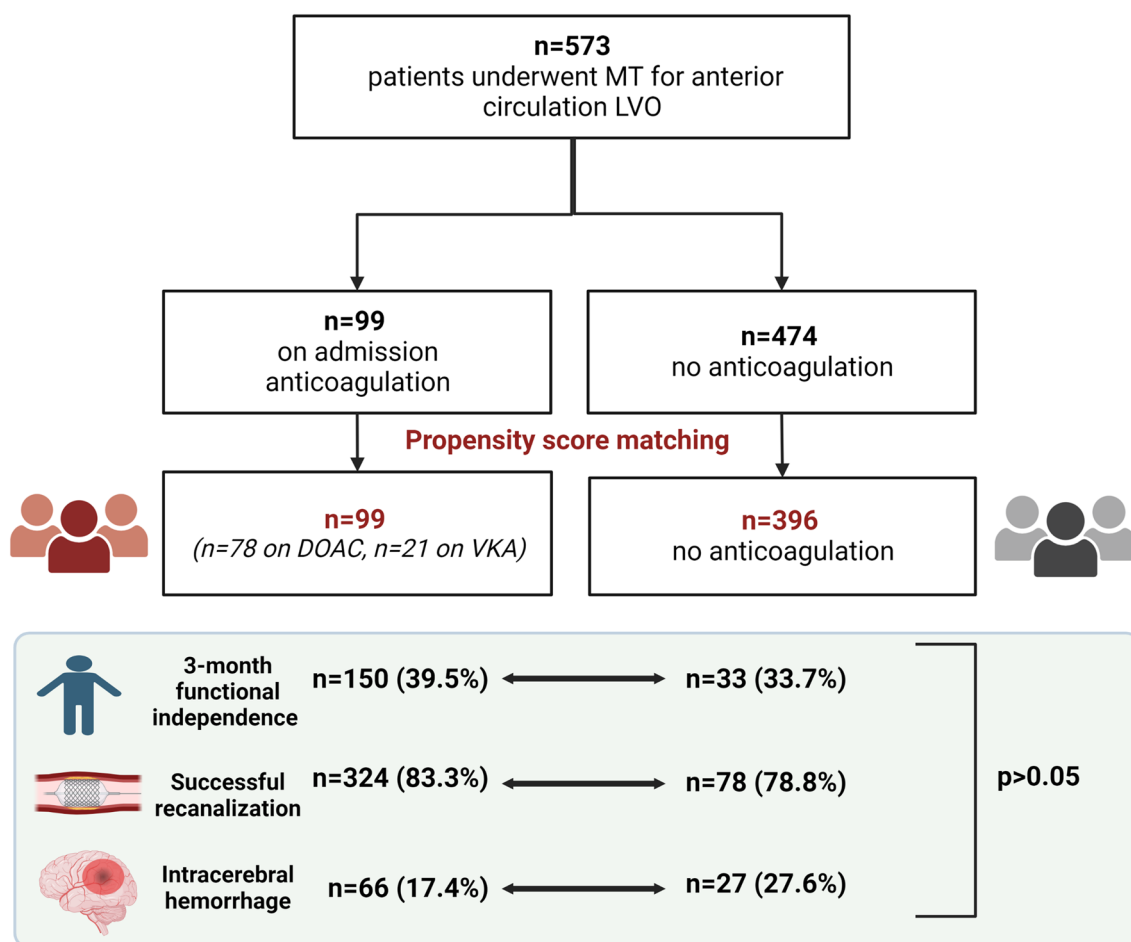 n=573
patients underwent MT for anterior
circulation LVO
n=99
on admission
anticoagulation
n=474
no anticoagulation
Propensity score matching
n=99
(n=78 on DOAC, n=21 on VKA)
n=396
no anticoagulation
3-month
functional
independence
n=150 (39.5%)
n=33 (33.7%)
Successful
recanalization
n=324 (83.3%)
n=78 (78.8%)
Intracerebral
hemorrhage
n=66 (17.4%)
n=27 (27.6%)
p>0.05